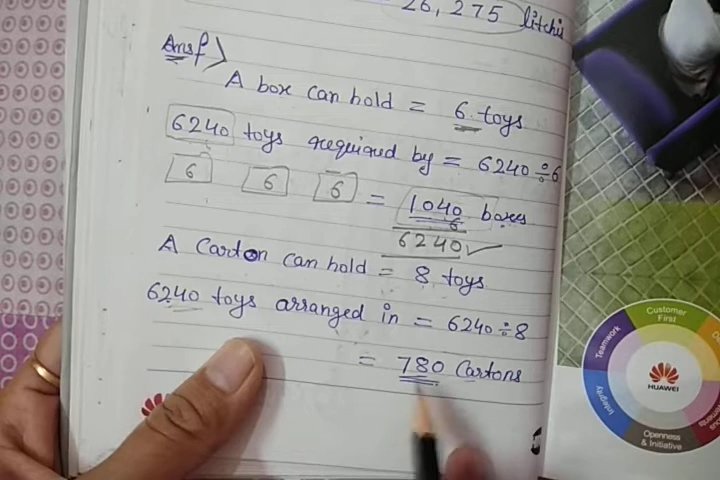 = 26,275 litchis
Ans f >
A box can hold = 6 toys
6240 toys required by = 6240 ÷ 6
6 6 6 = 1040 boxes
6
6240 ✓
A Carton can hold = 8 toys
6240 toys arranged in = 6240 ÷ 8
= 780 Cartons
Customer
First
Teamwork
Integrity
Openness
& Initiative
HUAWEI